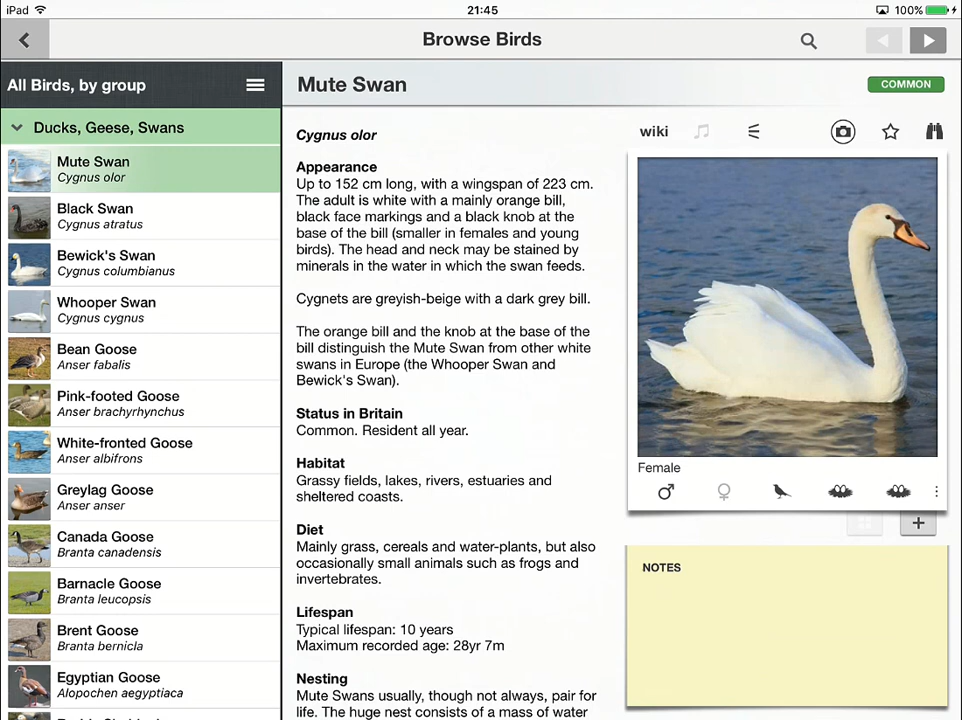 iPad
21:45
100%
Browse Birds
All Birds, by group
Ducks, Geese, Swans
Mute Swan
Cygnus olor
Black Swan
Cygnus atratus
Bewick's Swan
Cygnus columbianus
Whooper Swan
Cygnus cygnus
Bean Goose
Anser fabalis
Pink-footed Goose
Anser brachyrhynchus
White-fronted Goose
Anser albifrons
Greylag Goose
Anser anser
Canada Goose
Branta canadensis
Barnacle Goose
Branta leucopsis
Brent Goose
Branta bernicla
Egyptian Goose
Alopochen aegyptiaca
Mute Swan
COMMON
Cygnus olor
Appearance
Up to 152 cm long, with a wingspan of 223 cm.
The adult is white with a mainly orange bill,
black face markings and a black knob at the
base of the bill (smaller in females and young
birds). The head and neck may be stained by
minerals in the water in which the swan feeds.
Cygnets are greyish-beige with a dark grey bill.
The orange bill and the knob at the base of the
bill distinguish the Mute Swan from other white
swans in Europe (the Whooper Swan and
Bewick's Swan).
Status in Britain
Common. Resident all year.
Habitat
Grassy fields, lakes, rivers, estuaries and
sheltered coasts.
Diet
Mainly grass, cereals and water-plants, but also
occasionally small animals such as frogs and
invertebrates.
Lifespan
Typical lifespan: 10 years
Maximum recorded age: 28yr 7m
Nesting
Mute Swans usually, though not always, pair for
life. The huge nest consists of a mass of water
wiki
Female
NOTES